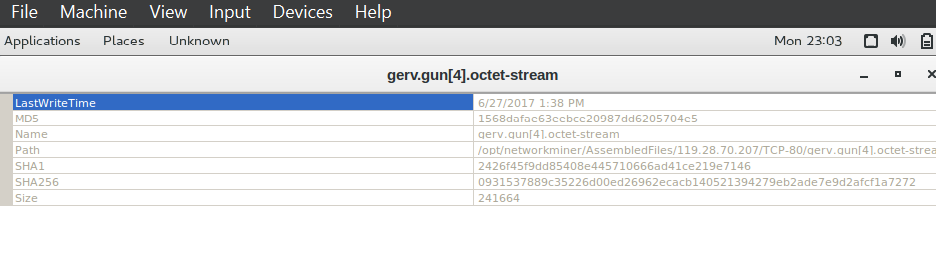 File Machine View Input Devices Help
Applications Places Unknown Mon 23:03
gerv.gun[4].octet-stream
LastWriteTime 6/27/2017 1:38 PM
MD5
Name gerv.gun[4].octet-stream
Path /opt/networkminer/AssembledFiles/119.28.70.207/TCP-80/gerv.gun[4].octet-strea
SHA1 2426f45f9dd85408e445710666ad41ce219e7146
SHA256 0931537889c35226d00ed26962ecacb140521394279eb2ade7e9d2afcf1a7272
Size 241664